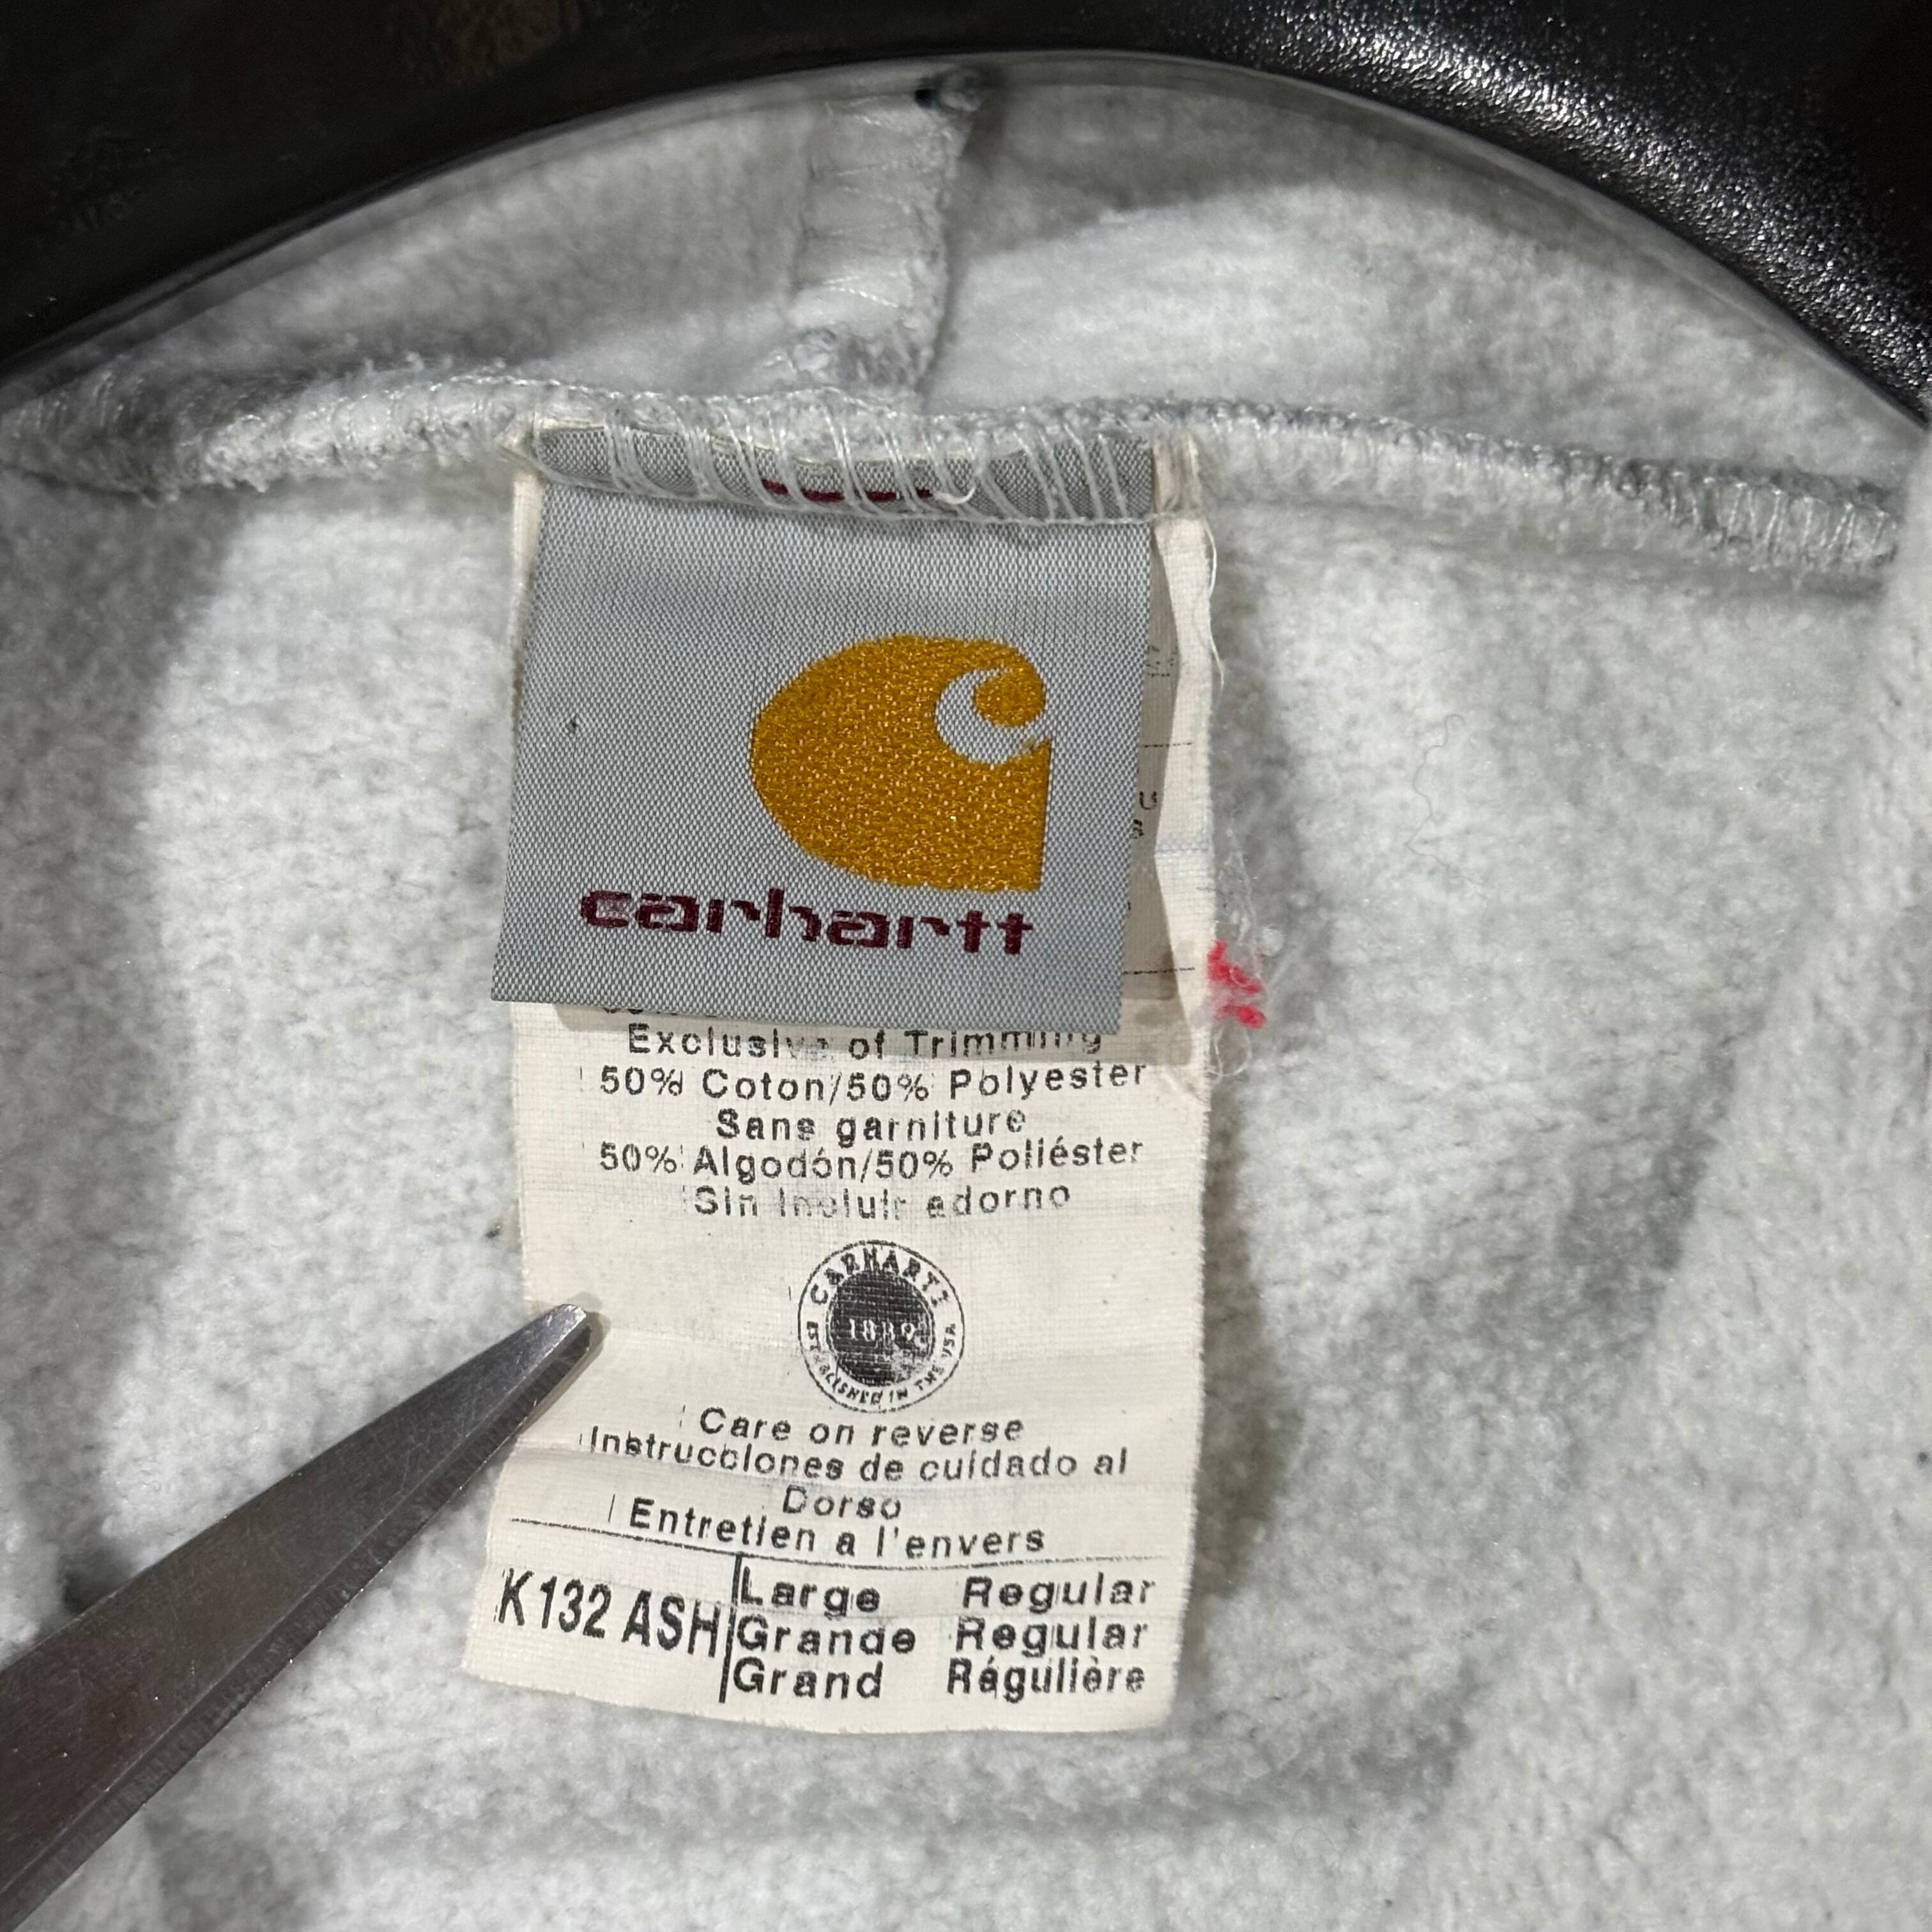 carhartt
Exclusive of Trimming
50% Coton/50% Polyester
Sans garniture
50% Algodón/50% Poliéster
Sin incluir adorno
CARHARTT
1889
ESTABLISHED IN THE USA
Care on reverse
Instrucciones de cuidado al
Dorso
Entretien a l'envers
K132 ASH Large Regular
Grande Regular
Grand Régulière